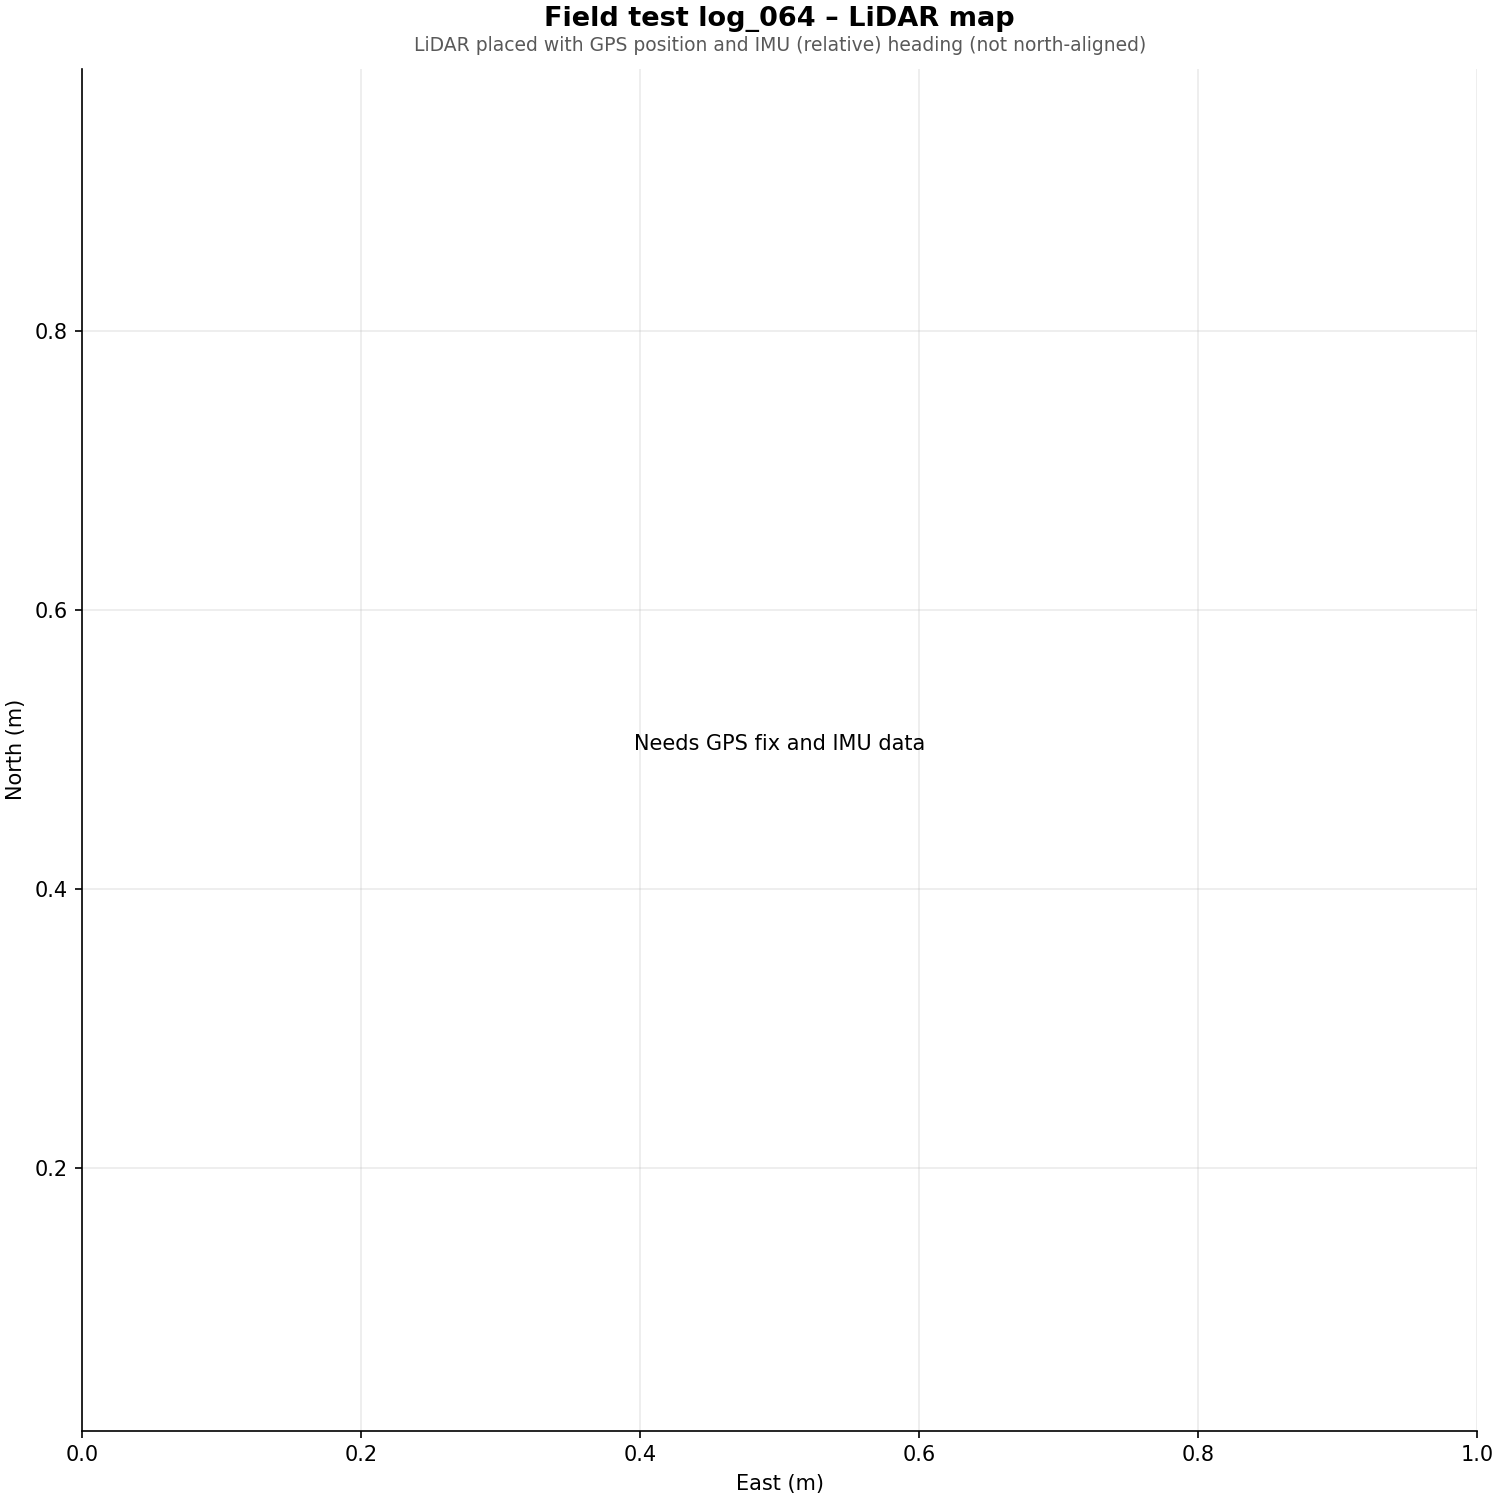 Field test log_064 – LiDAR map
LiDAR placed with GPS position and IMU (relative) heading (not north-aligned)
0.8
0.6
Needs GPS fix and IMU data
North (m)
0.4
0.2
0.0 0.2 0.4 0.6 0.8 1.0
East (m)